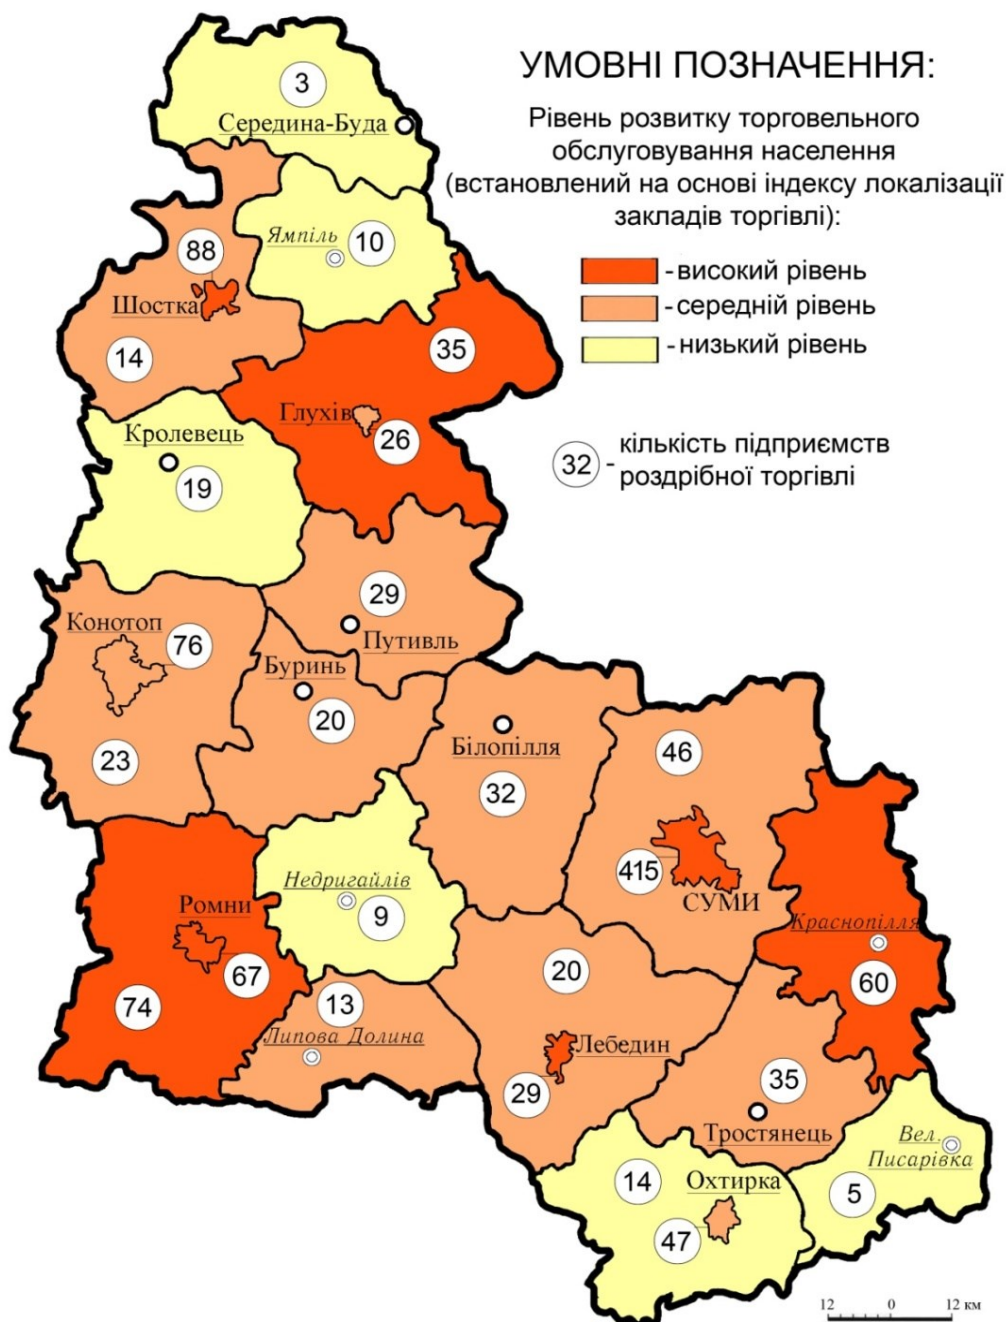 УМОВНІ ПОЗНАЧЕННЯ:
Рівень розвитку торговельного
обслуговування населення
(встановлений на основі індексу локалізації
закладів торгівлі):
-високий рівень
-середній рівень
-низький рівень
32 - кількість підприємств
роздрібної торгівлі
3
Середина-Буда
Ямпіль
10
88
Шостка
14
35
Глухів
26
Кролевець
19
29
Путивль
Конотоп
76
23
Буринь
20
Білопілля
32
46
415
СУМИ
Недригайлів
9
Ромни
67
74
Краснопілля
60
13
Липова Долина
20
Лебедин
29
35
Тростянець
Вел.
Писарівка
5
14
Охтирка
47
12 0 12 км